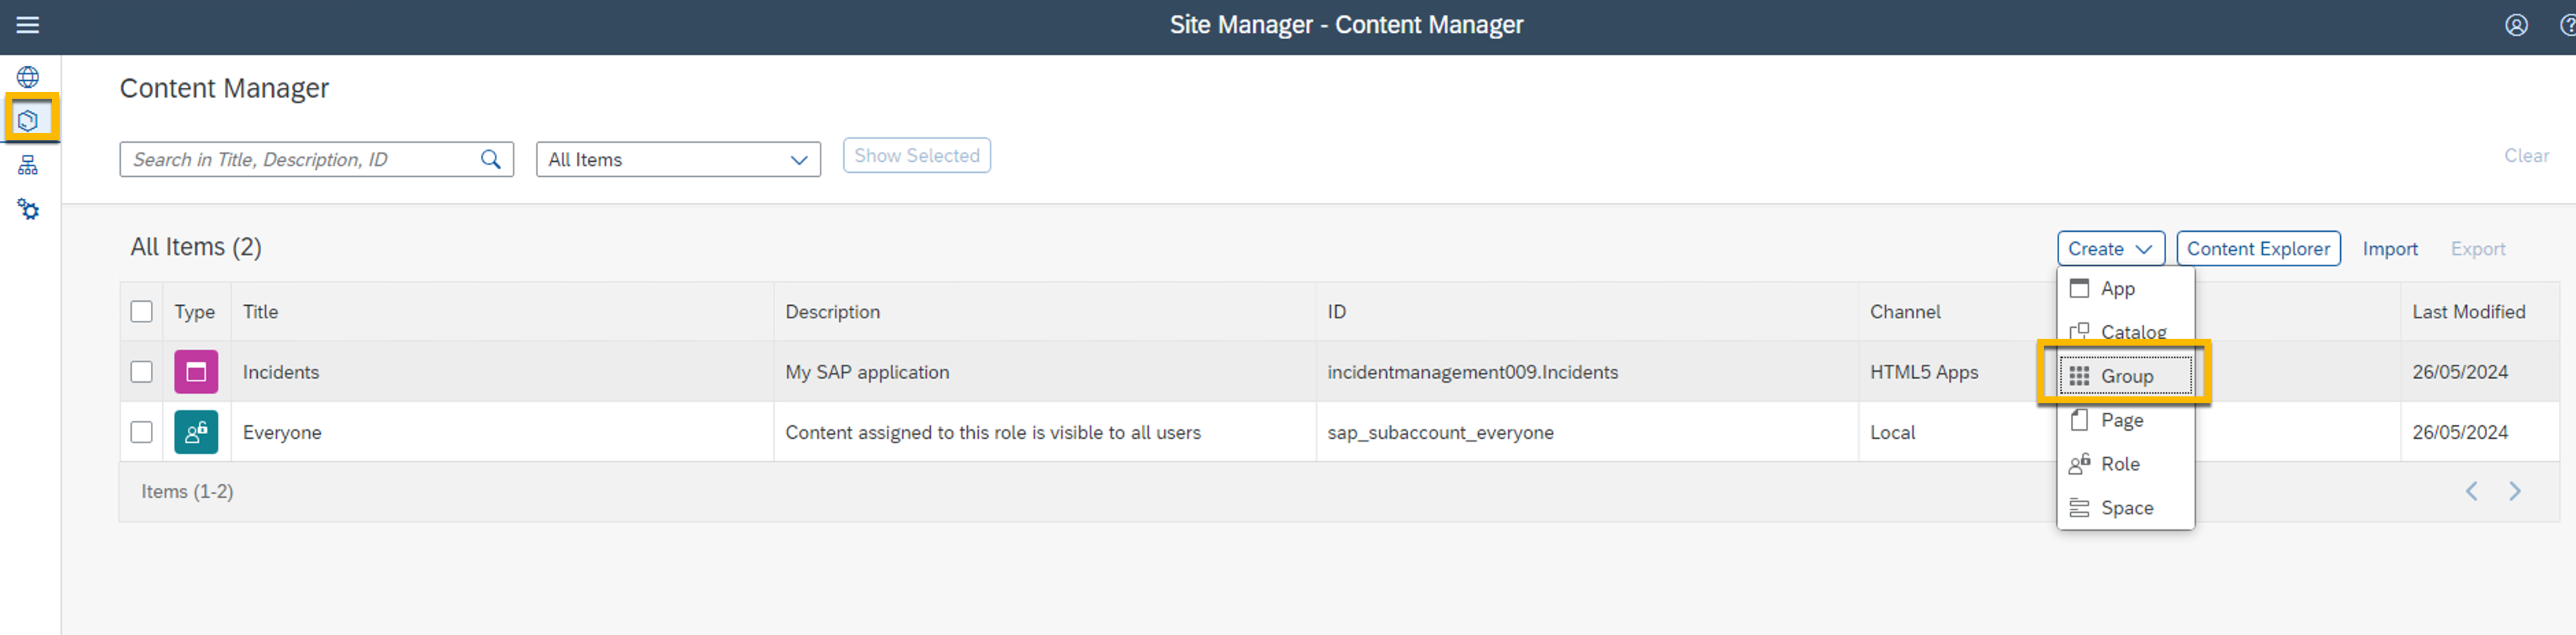 Site Manager - Content Manager
Content Manager
Search in Title, Description, ID
All Items
Show Selected
Clear
All Items (2)
Create
Content Explorer
Import
Export
App
Catalog
Group
Page
Role
Space
Type Title Description ID Channel Last Modified
Incidents My SAP application incidentmanagement009.Incidents HTML5 Apps 26/05/2024
Everyone Content assigned to this role is visible to all users sap_subaccount_everyone Local 26/05/2024
Items (1-2)